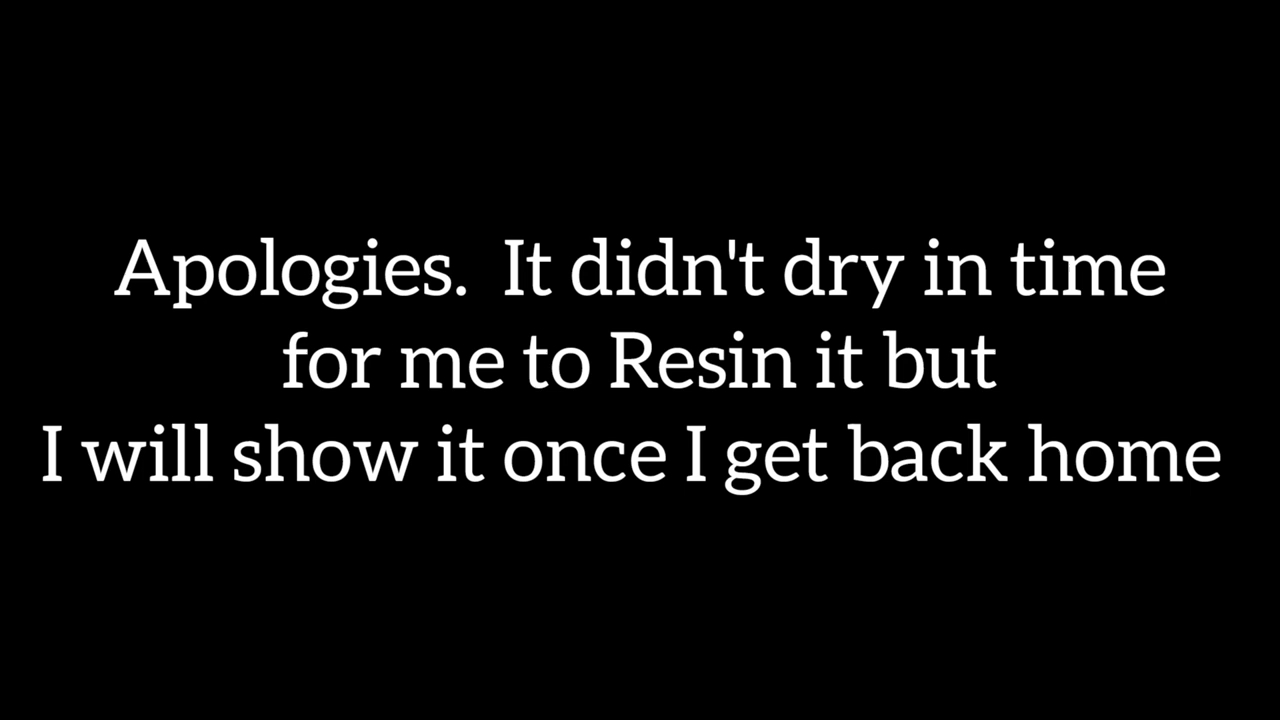 Apologies.  It didn't dry in time
for me to Resin it but
I will show it once I get back home